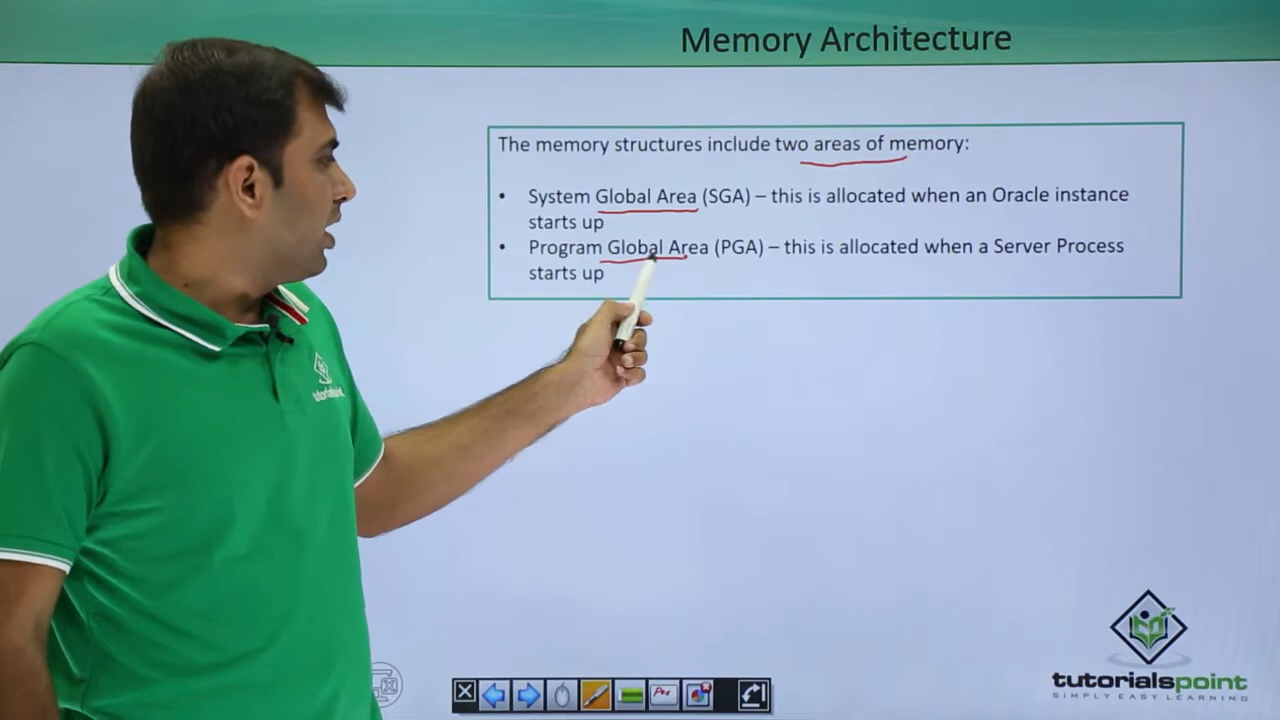 Memory Architecture
The memory structures include two areas of memory:
• System Global Area (SGA) – this is allocated when an Oracle instance
starts up
• Program Global Area (PGA) – this is allocated when a Server Process
starts up
tutorialspoint
Pen
tutorialspoint
SIMPLY EASY LEARNING